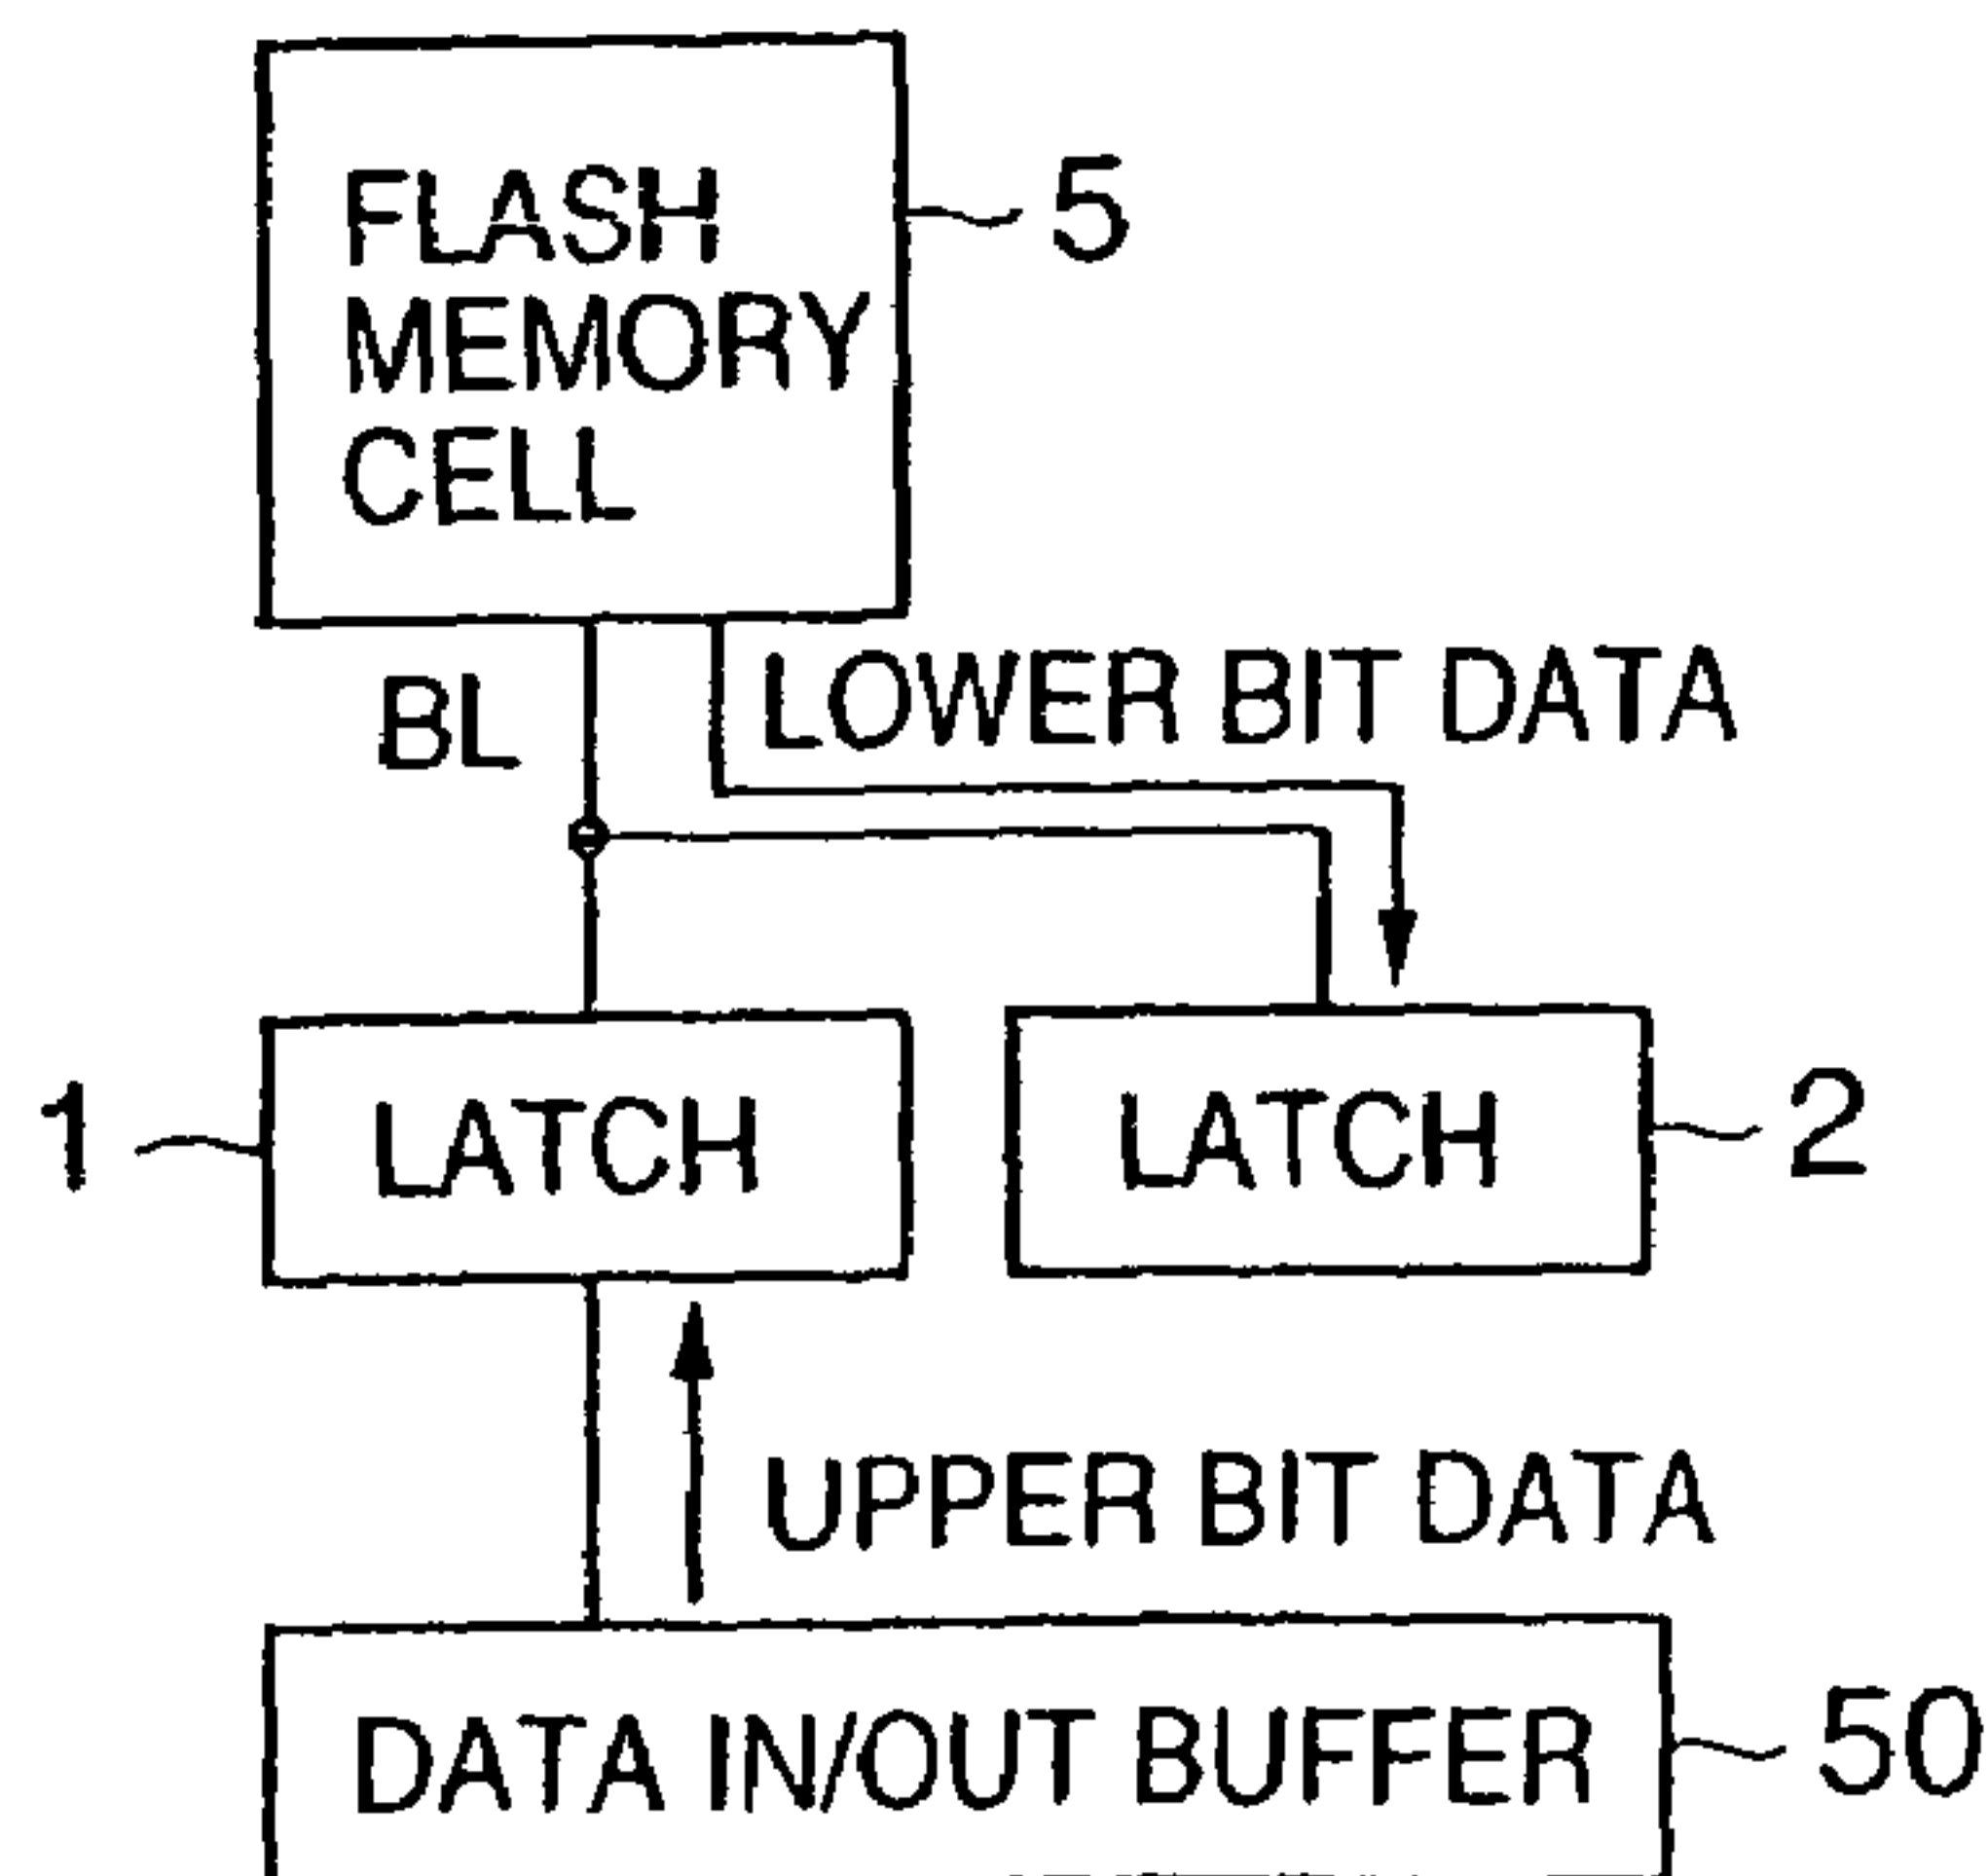 FLASH
MEMORY
CELL
5
BL
LOWER BIT DATA
1
LATCH
LATCH
2
UPPER BIT DATA
DATA IN/OUT BUFFER
50